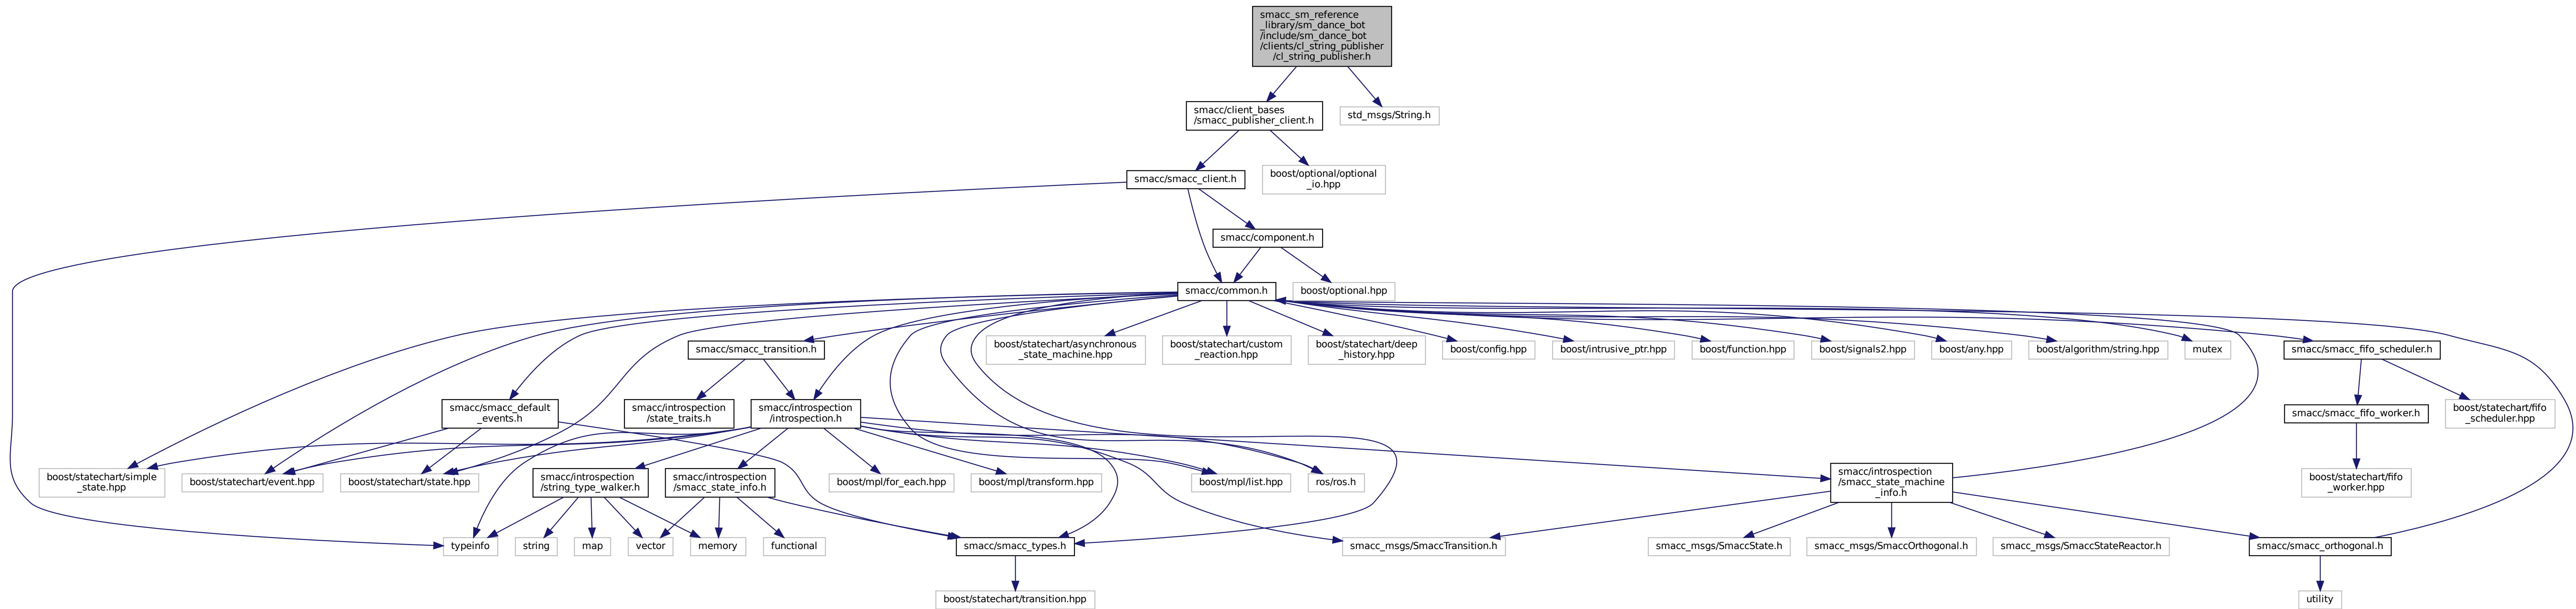 smacc_sm_reference
_library/sm_dance_bot
/include/sm_dance_bot
/clients/cl_string_publisher
/cl_string_publisher.h
smacc/client_bases
/smacc_publisher_client.h
std_msgs/String.h
smacc/smacc_client.h
boost/optional/optional
_io.hpp
smacc/component.h
smacc/common.h
boost/optional.hpp
smacc/smacc_transition.h
boost/statechart/asynchronous
_state_machine.hpp
boost/statechart/custom
_reaction.hpp
boost/statechart/deep
_history.hpp
boost/config.hpp
boost/intrusive_ptr.hpp
boost/function.hpp
boost/signals2.hpp
boost/any.hpp
boost/algorithm/string.hpp
mutex
smacc/smacc_fifo_scheduler.h
smacc/smacc_default
_events.h
smacc/introspection
/state_traits.h
smacc/introspection
/introspection.h
smacc/smacc_fifo_worker.h
boost/statechart/fifo
_scheduler.hpp
boost/statechart/simple
_state.hpp
boost/statechart/event.hpp
boost/statechart/state.hpp
smacc/introspection
/string_type_walker.h
smacc/introspection
/smacc_state_info.h
boost/mpl/for_each.hpp
boost/mpl/transform.hpp
boost/mpl/list.hpp
ros/ros.h
smacc/introspection
/smacc_state_machine
_info.h
boost/statechart/fifo
_worker.hpp
typeinfo
string
map
vector
memory
functional
smacc/smacc_types.h
smacc_msgs/SmaccTransition.h
smacc_msgs/SmaccState.h
smacc_msgs/SmaccOrthogonal.h
smacc_msgs/SmaccStateReactor.h
smacc/smacc_orthogonal.h
boost/statechart/transition.hpp
utility